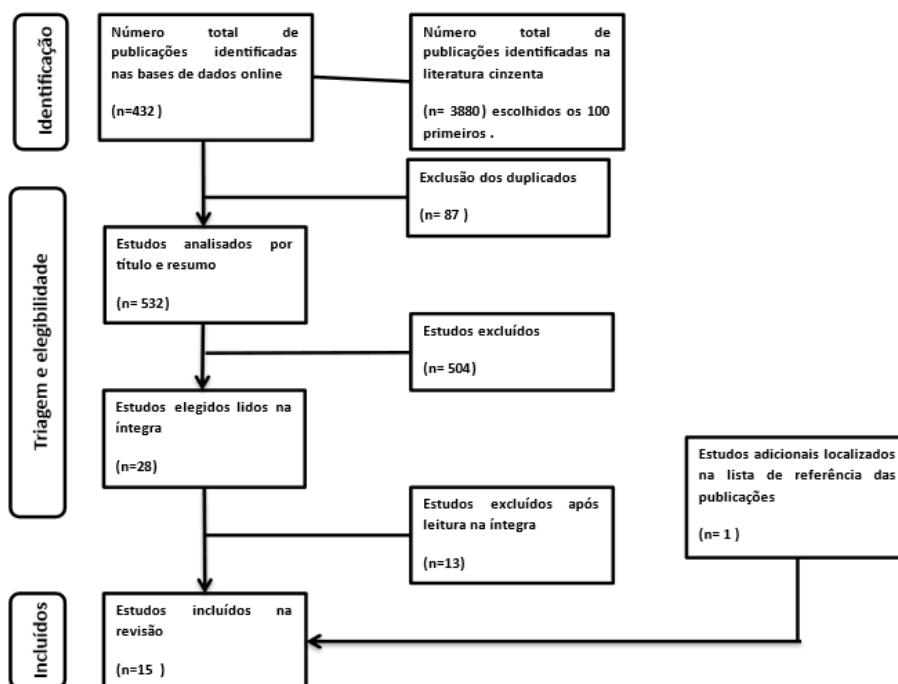 Identificação
Número total de
publicações identificadas
nas bases de dados online
(n=432)
Número total de
publicações identificadas na
literatura cinzenta
(n= 3880) escolhidos os 100
primeiros .
Triagem e elegibilidade
Exclusão dos duplicados
(n= 87 )
Estudos analisados por
título e resumo
(n= 532)
Estudos excluídos
(n= 504)
Estudos elegidos lidos na
íntegra
(n=28)
Estudos excluídos após
leitura na íntegra
(n=13)
Estudos adicionais localizados
na lista de referência das
publicações
(n= 1 )
Incluídos
Estudos incluídos na
revisão
(n=15 )